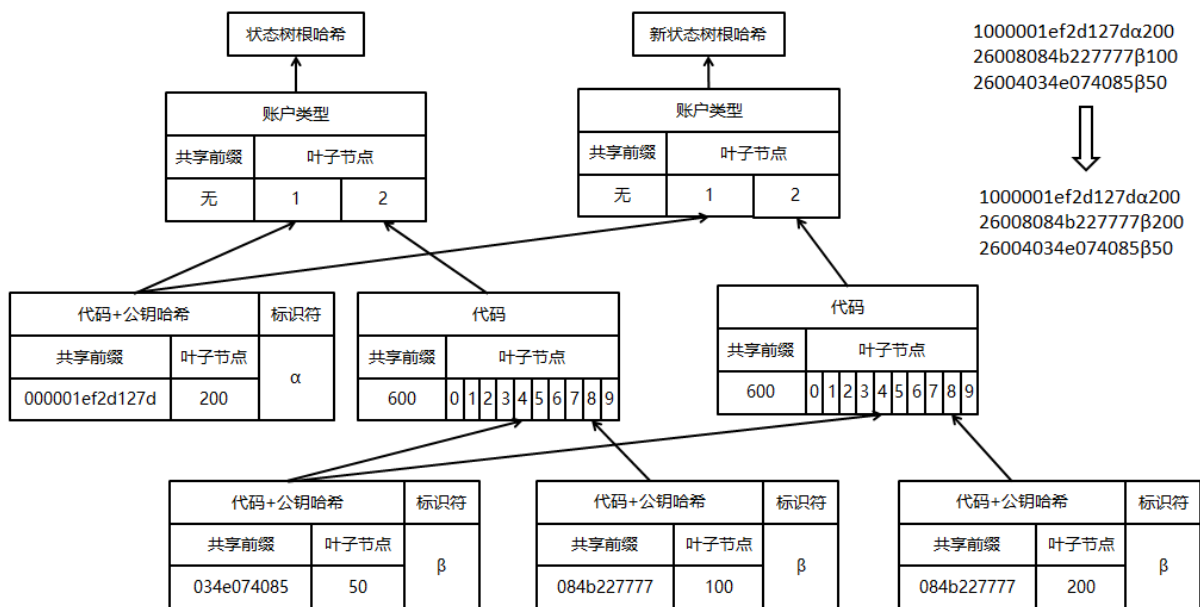 状态树根哈希
新状态树根哈希
1000001ef2d127dα200
26008084b227777β100
26004034e074085β50
账户类型
共享前缀 叶子节点
无 1 2
账户类型
共享前缀 叶子节点
无 1 2
1000001ef2d127dα200
26008084b227777β200
26004034e074085β50
代码+公钥哈希 标识符
共享前缀 叶子节点
α
000001ef2d127d 200
代码
共享前缀 叶子节点
600 0 1 2 3 4 5 6 7 8 9
代码
共享前缀 叶子节点
600 0 1 2 3 4 5 6 7 8 9
代码+公钥哈希 标识符
共享前缀 叶子节点
β
034e074085 50
代码+公钥哈希 标识符
共享前缀 叶子节点
β
084b227777 100
代码+公钥哈希 标识符
共享前缀 叶子节点
β
084b227777 200